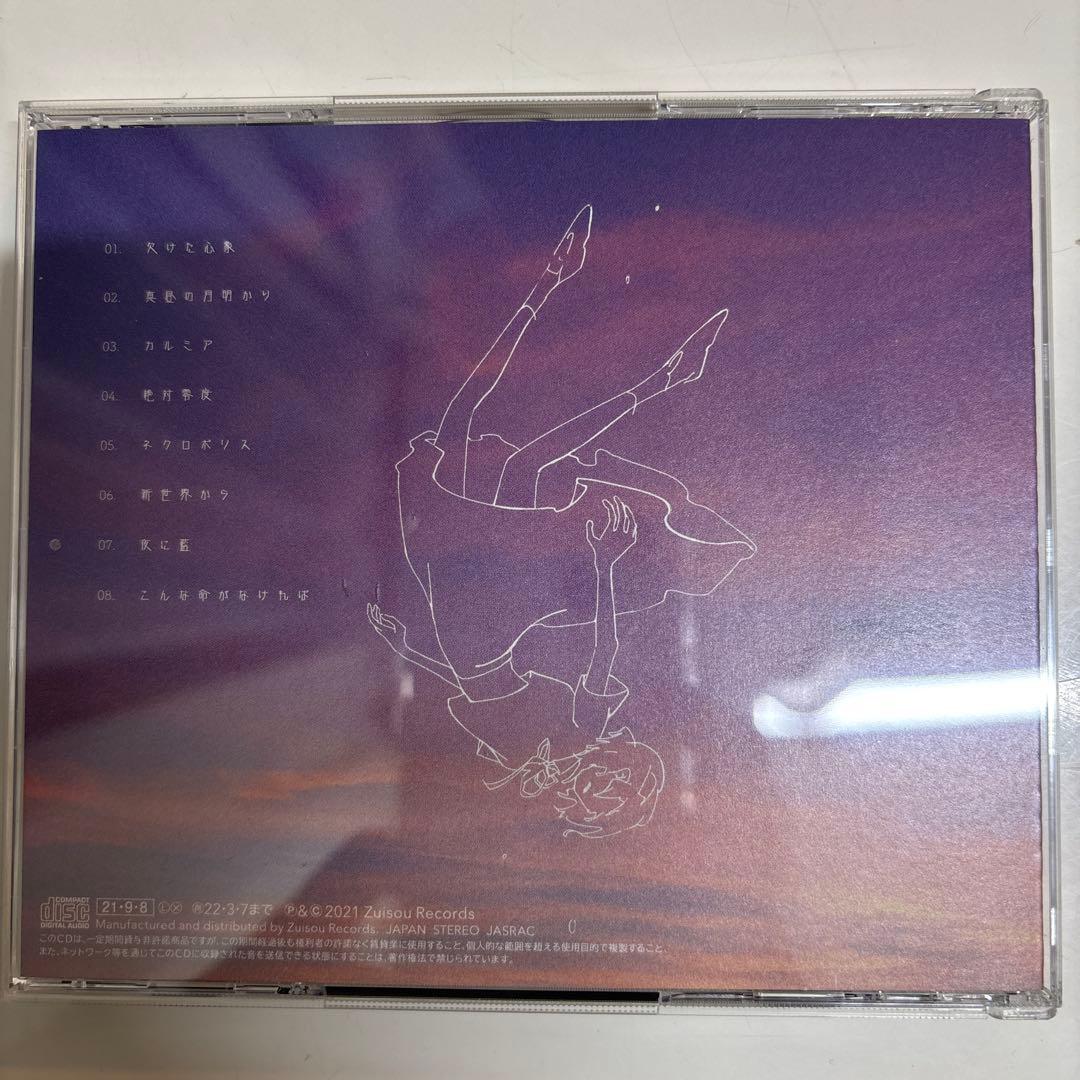 01. 欠けた心象
02. 真昼の月明かり
03. カルミア
04. 絶対零度
05. ネクロポリス
06. 新世界から
07. 夜に藍
08. こんな命がなければ
COMPACT disc DIGITAL AUDIO 21・9・8 Ⓛ Ⓧ 22・3・7まで Ⓟ&© 2021 Zuisou Records
Manufactured and distributed by Zuisou Records. JAPAN STEREO JASRAC
このCDは、一定期間貸与非許諾商品ですが、この期間経過後も権利者の許諾なく賃貸業に使用すること、個人的な範囲を超える使用目的で複製すること、
また、ネットワーク等を通じてこのCDに収録された音を送信できる状態にすることは、著作権法で禁じられています。